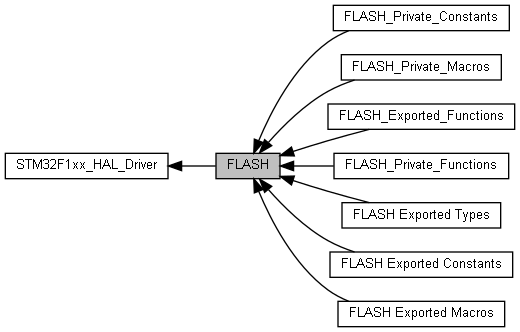 FLASH_Private_Constants
FLASH_Private_Macros
FLASH_Exported_Functions
STM32F1xx_HAL_Driver
FLASH
FLASH_Private_Functions
FLASH Exported Types
FLASH Exported Constants
FLASH Exported Macros